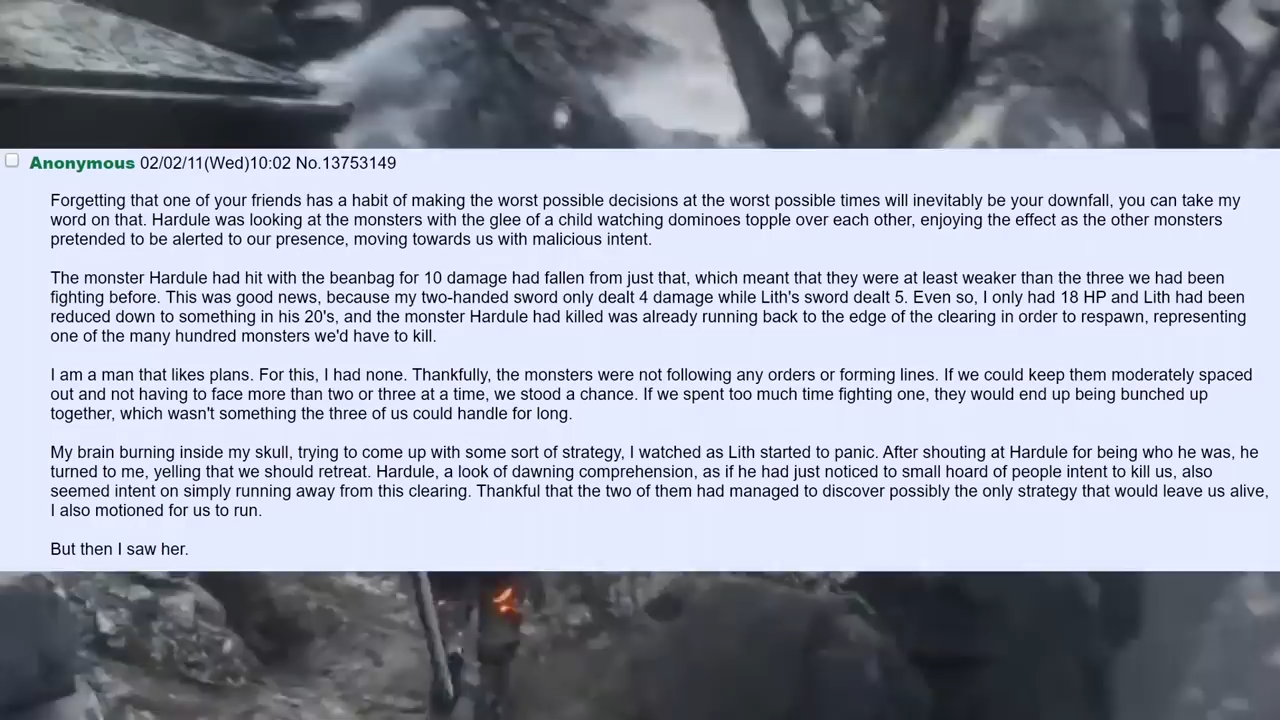 Anonymous 02/02/11(Wed)10:02 No.13753149
Forgetting that one of your friends has a habit of making the worst possible decisions at the worst possible times will inevitably be your downfall, you can take my
word on that. Hardule was looking at the monsters with the glee of a child watching dominoes topple over each other, enjoying the effect as the other monsters
pretended to be alerted to our presence, moving towards us with malicious intent.
The monster Hardule had hit with the beanbag for 10 damage had fallen from just that, which meant that they were at least weaker than the three we had been
fighting before. This was good news, because my two-handed sword only dealt 4 damage while Lith's sword dealt 5. Even so, I only had 18 HP and Lith had been
reduced down to something in his 20's, and the monster Hardule had killed was already running back to the edge of the clearing in order to respawn, representing
one of the many hundred monsters we'd have to kill.
I am a man that likes plans. For this, I had none. Thankfully, the monsters were not following any orders or forming lines. If we could keep them moderately spaced
out and not having to face more than two or three at a time, we stood a chance. If we spent too much time fighting one, they would end up being bunched up
together, which wasn't something the three of us could handle for long.
My brain burning inside my skull, trying to come up with some sort of strategy, I watched as Lith started to panic. After shouting at Hardule for being who he was, he
turned to me, yelling that we should retreat. Hardule, a look of dawning comprehension, as if he had just noticed to small hoard of people intent to kill us, also
seemed intent on simply running away from this clearing. Thankful that the two of them had managed to discover possibly the only strategy that would leave us alive,
I also motioned for us to run.
But then I saw her.